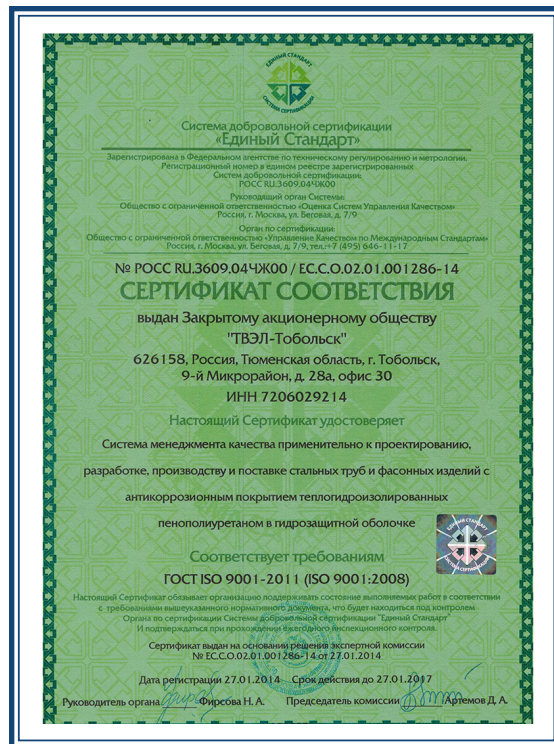 ЕДИНЫЙ СТАНДАРТ
СИСТЕМА СЕРТИФИКАЦИИ
Система добровольной сертификации
«Единый Стандарт»
Зарегистрирована в Федеральном агентстве по техническому регулированию и метрологии.
Регистрационный номер в едином реестре зарегистрированных
Систем добровольной сертификации:
РОСС RU.3609.04ЧЖ00
Руководящий орган Системы:
Общество с ограниченной ответственностью «Оценка Систем Управления Качеством»
Россия, г. Москва, ул. Беговая, д. 7/9
Орган по сертификации:
Общество с ограниченной ответственностью «Управление Качеством по Международным Стандартам»
Россия, г. Москва, ул. Беговая, д. 7/9, тел.:+7 (495) 646-11-17
№ РОСС RU.3609.04ЧЖ00 / ЕС.С.О.02.01.001286-14
СЕРТИФИКАТ СООТВЕТСТВИЯ
выдан Закрытому акционерному обществу
"ТВЭЛ-Тобольск"
626158, Россия, Тюменская область, г. Тобольск,
9-й Микрорайон, д. 28а, офис 30
ИНН 7206029214
Настоящий Сертификат удостоверяет
Система менеджмента качества применительно к проектированию,
разработке, производству и поставке стальных труб и фасонных изделий с
антикоррозионным покрытием теплогидроизолированных
пенополиуретаном в гидрозащитной оболочке
ЕДИНЫЙ СТАНДАРТ
СИСТЕМА СЕРТИФИКАЦИИ
Соответствует требованиям
ГОСТ ISO 9001-2011 (ISO 9001:2008)
Настоящий Сертификат обязывает организацию поддерживать состояние выполняемых работ в соответствии
с требованиями вышеуказанного нормативного документа, что будет находиться под контролем
Органа по сертификации Системы добровольной сертификации "Единый Стандарт"
И подтверждаться при прохождении ежегодного инспекционного контроля.
Сертификат выдан на основании решения экспертной комиссии
№ ЕС.С.О.02.01.001286-14 от 27.01.2014
Дата регистрации 27.01.2014 Срок действия до 27.01.2017
Руководитель органа Фирсова Н. А. Председатель комиссии Артемов Д. А.